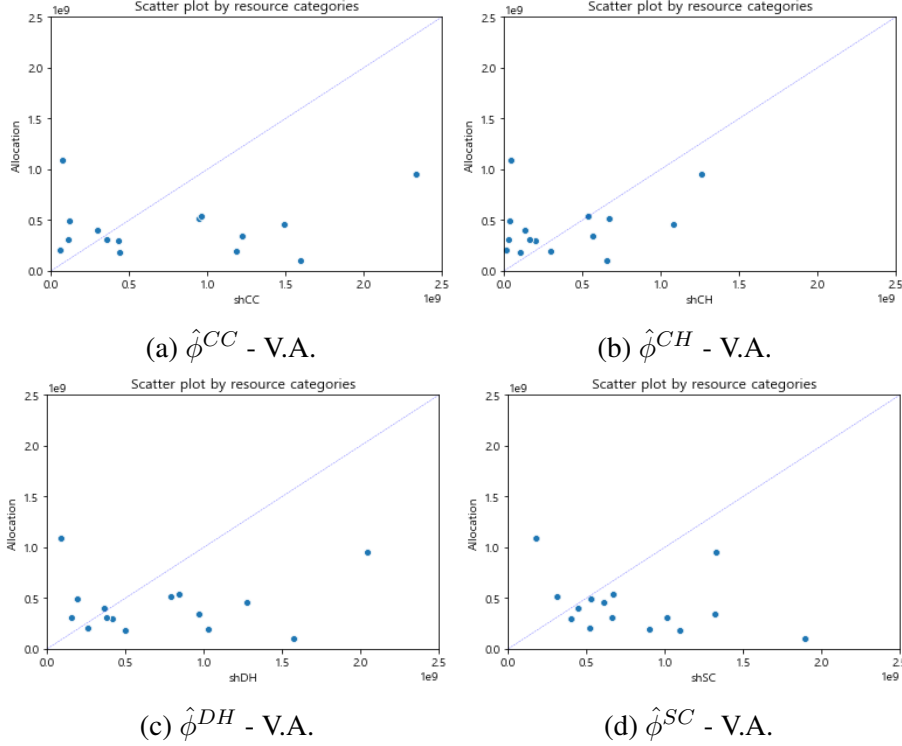 Scatter plot by resource categories
1e9
2.5
2.0
1.5
1.0
0.5
0.0
Allocation
0.0 0.5 1.0 1.5 2.0 2.5
shCC
1e9
(a) φ̂^CC - V.A.
Scatter plot by resource categories
1e9
2.5
2.0
1.5
1.0
0.5
0.0
Allocation
0.0 0.5 1.0 1.5 2.0 2.5
shCH
1e9
(b) φ̂^CH - V.A.
Scatter plot by resource categories
1e9
2.5
2.0
1.5
1.0
0.5
0.0
Allocation
0.0 0.5 1.0 1.5 2.0 2.5
shDH
1e9
(c) φ̂^DH - V.A.
Scatter plot by resource categories
1e9
2.5
2.0
1.5
1.0
0.5
0.0
Allocation
0.0 0.5 1.0 1.5 2.0 2.5
shSC
1e9
(d) φ̂^SC - V.A.